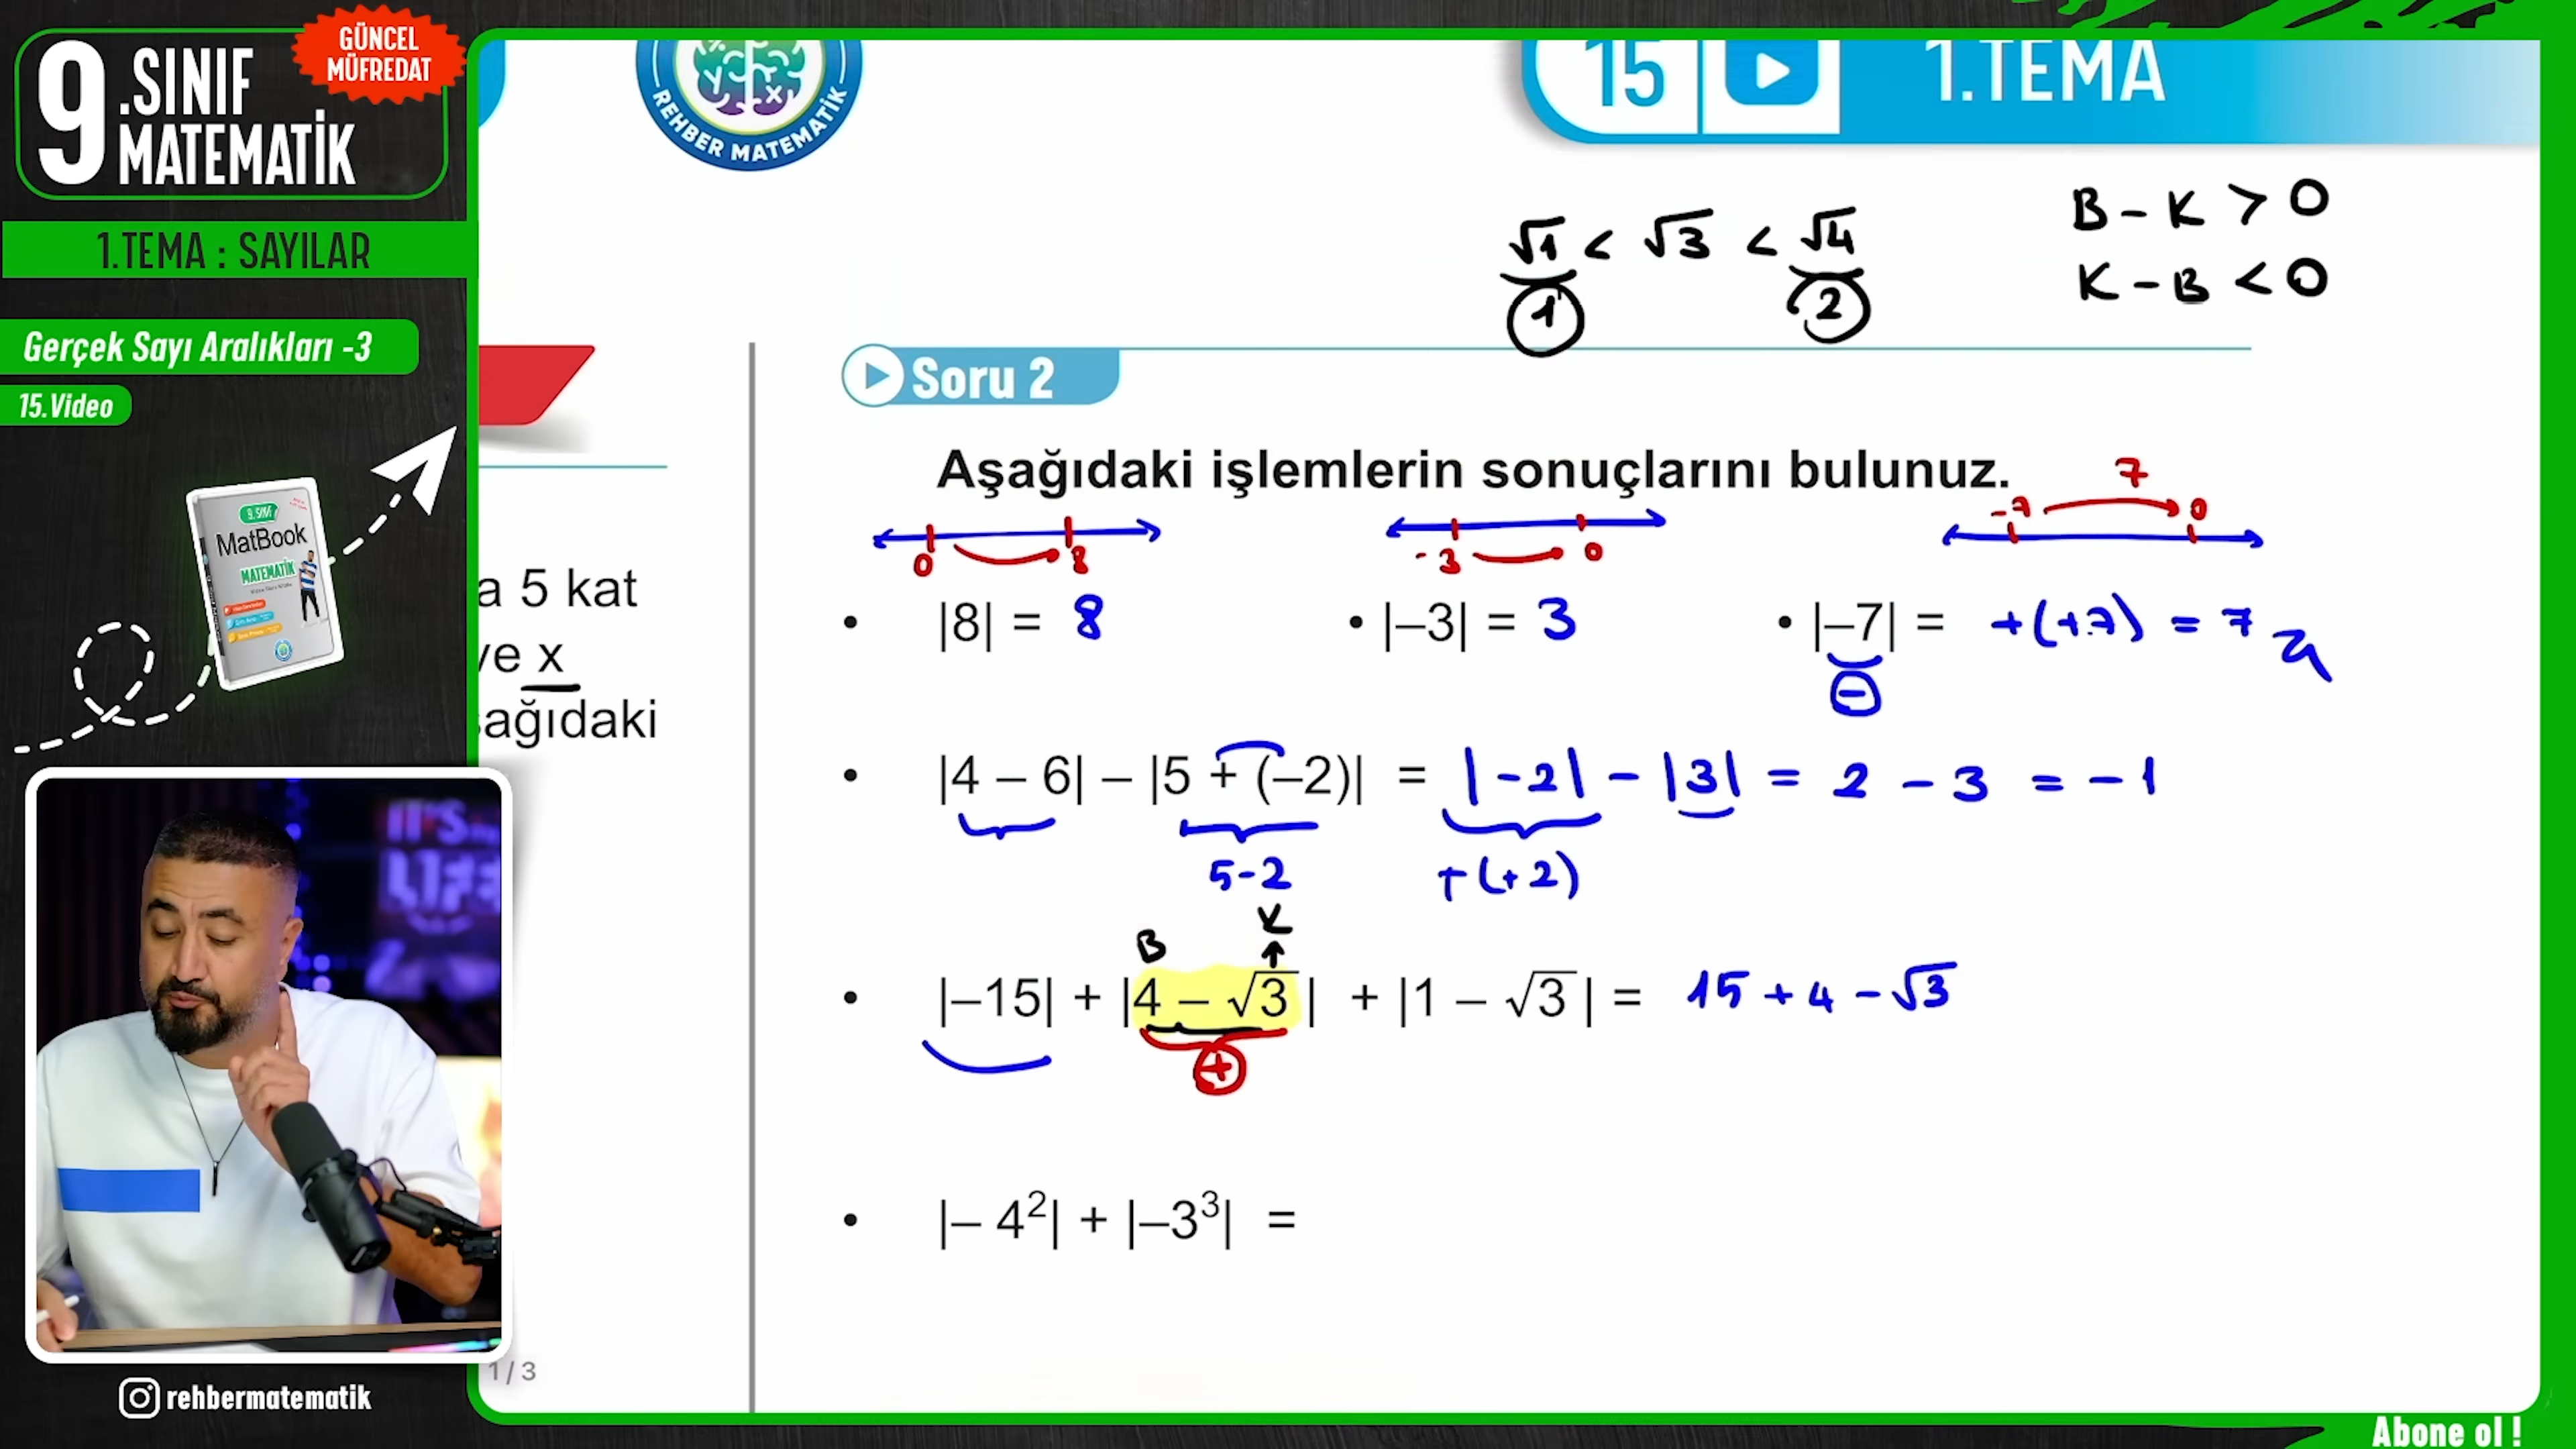 GÜNCEL
MÜFREDAT
9.SINIF
MATEMATİK
1.TEMA : SAYILAR
Gerçek Sayı Aralıkları -3
15.Video
9. SINIF
MatBook
MATEMATİK
REHBER MATEMATİK
15
1.TEMA
√1 < √3 < √4
1
2
B - K > 0
K - B < 0
Soru 2
Aşağıdaki işlemlerin sonuçlarını bulunuz.
0 8
-3 0
-7 7 0
a 5 kat
ve x
ağıdaki
• |8| = 8
• |–3| = 3
• |–7| = +(+7) = 7
–
• |4 – 6| – |5 + (–2)| = |-2| - |3| = 2 - 3 = -1
5-2
+(+2)
B K
• |–15| + |4 – √3 | + |1 – √3 | = 15 + 4 - √3
+
• |– 4²| + |–3³| =
IT'S
LIFE
1 / 3
rehbermatematik
Abone ol !